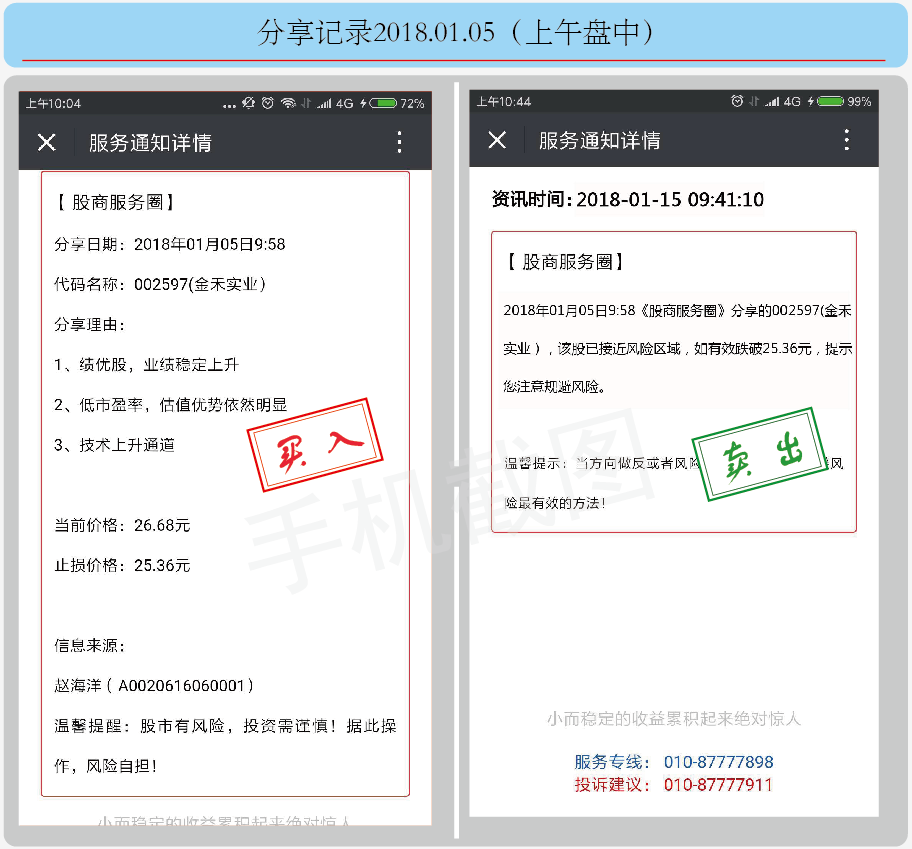 分享记录2018.01.05（上午盘中）
上午10:04
4G
72%
服务通知详情
【 股商服务圈】
分享日期：2018年01月05日9:58
代码名称：002597(金禾实业）
分享理由：
1、绩优股，业绩稳定上升
2、低市盈率，估值优势依然明显
3、技术上升通道
买入
当前价格：26.68元
止损价格：25.36元
信息来源：
赵海洋（ A0020616060001）
温馨提醒：股市有风险，投资需谨慎！据此操
作，风险自担！
小而稳定的收益累积起来绝对惊人
上午10:44
4G
99%
服务通知详情
资讯时间：2018-01-15 09:41:10
【 股商服务圈】
2018年01月05日9:58《股商服务圈》分享的002597(金禾
实业 ），该股已接近风险区域，如有效跌破25.36元，提示
您注意规避风险。
温馨提示：当方向做反或者风险
风
险最有效的方法！
卖出
小而稳定的收益累积起来绝对惊人
服务专线： 010-87777898
投诉建议： 010-87777911
手机截图